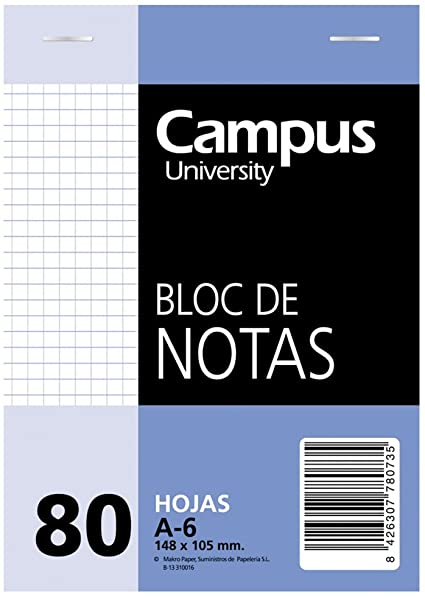 Campus
University
BLOC DE
NOTAS
80
HOJAS
A-6
148 x 105 mm.
© Makro Paper, Suministros de Papelería S.L.
B-13 310016
8 426307 780735